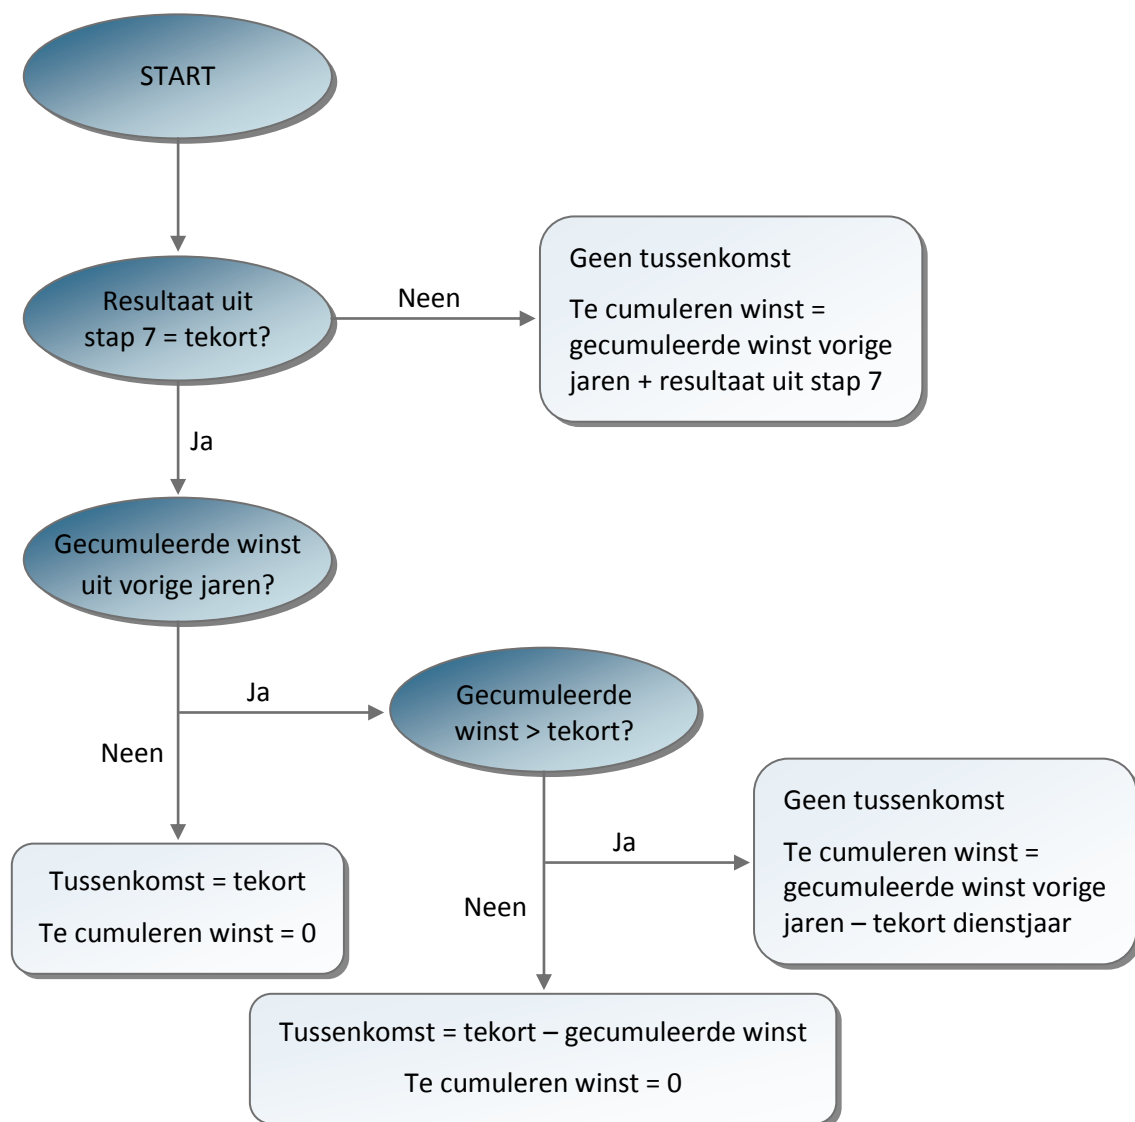 START
Resultaat uit
stap 7 = tekort?
Neen
Geen tussenkomst
Te cumuleren winst =
gecumuleerde winst vorige
jaren + resultaat uit stap 7
Ja
Gecumuleerde winst
uit vorige jaren?
Ja
Gecumuleerde
winst > tekort?
Neen
Geen tussenkomst
Te cumuleren winst =
gecumuleerde winst vorige
jaren – tekort dienstjaar
Ja
Tussenkomst = tekort
Te cumuleren winst = 0
Neen
Tussenkomst = tekort – gecumuleerde winst
Te cumuleren winst = 0